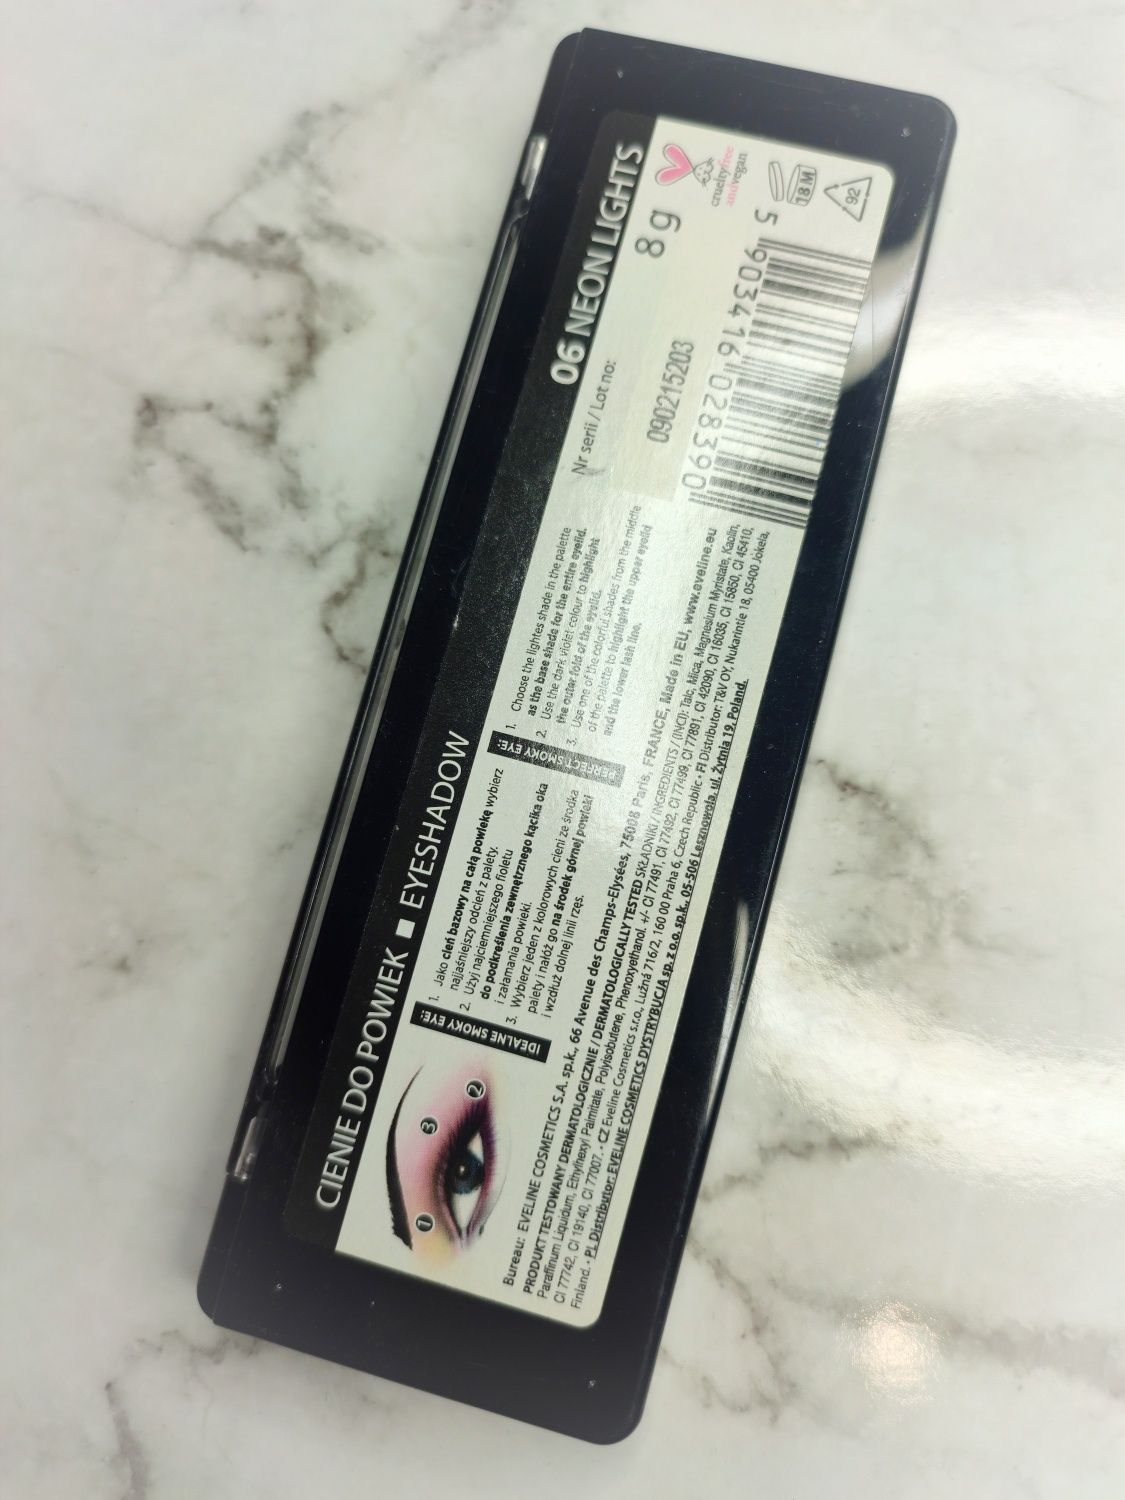 CIENIE DO POWIEK ■ EYESHADOW
06 NEON LIGHTS
1
2
3
IDEALNE SMOKY EYE:
1. Jako cień bazowy na całą powiekę wybierz
najjaśniejszy odcień z palety.
2. Użyj najciemniejszego fioletu
do podkreślenia zewnętrznego kącika oka
i załamania powieki.
3. Wybierz jeden z kolorowych cieni ze środka
palety i nałóż go na środek górnej powieki
i wzdłuż dolnej linii rzęs.
PERFECT SMOKY EYE:
1. Choose the lightes shade in the palette
as the base shade for the entire eyelid.
2. Use the dark violet colour to highlight
the outer fold of the eyelid.
3. Use one of the colorful shades from the middle
of the palette to highlight the upper eyelid
and the lower lash line.
Nr serii / Lot no:
090215203
8 g
crueltyfree
andvegan
18 M
92
5 903416 028390
Bureau: EVELINE COSMETICS S.A. sp.k., 66 Avenue des Champs-Elysées, 75008 Paris, FRANCE, Made in EU, www.eveline.eu
PRODUKT TESTOWANY DERMATOLOGICZNIE / DERMATOLOGICALLY TESTED SKŁADNIKI / INGREDIENTS / (INCI): Talc, Mica, Magnesium Myristate, Kaolin,
Paraffinum Liquidum, Ethylhexyl Palmitate, Polyisobutene, Phenoxyethanol, +/- CI 77491, CI 77492, CI 77499, CI 77891, CI 42090, CI 16035, CI 15850, CI 45410,
CI 77742, CI 19140, CI 77007. • CZ Eveline Cosmetics s.r.o., Lužná 716/2, 160 00 Praha 6, Czech Republic • FI Distributor: T&V OY, Nukarintie 18, 05400 Jokela,
Finland. • PL Distributor: EVELINE COSMETICS DYSTRYBUCJA sp. z o.o. sp.k., 05-506 Lesznowola, ul. Żytnia 19, Poland.